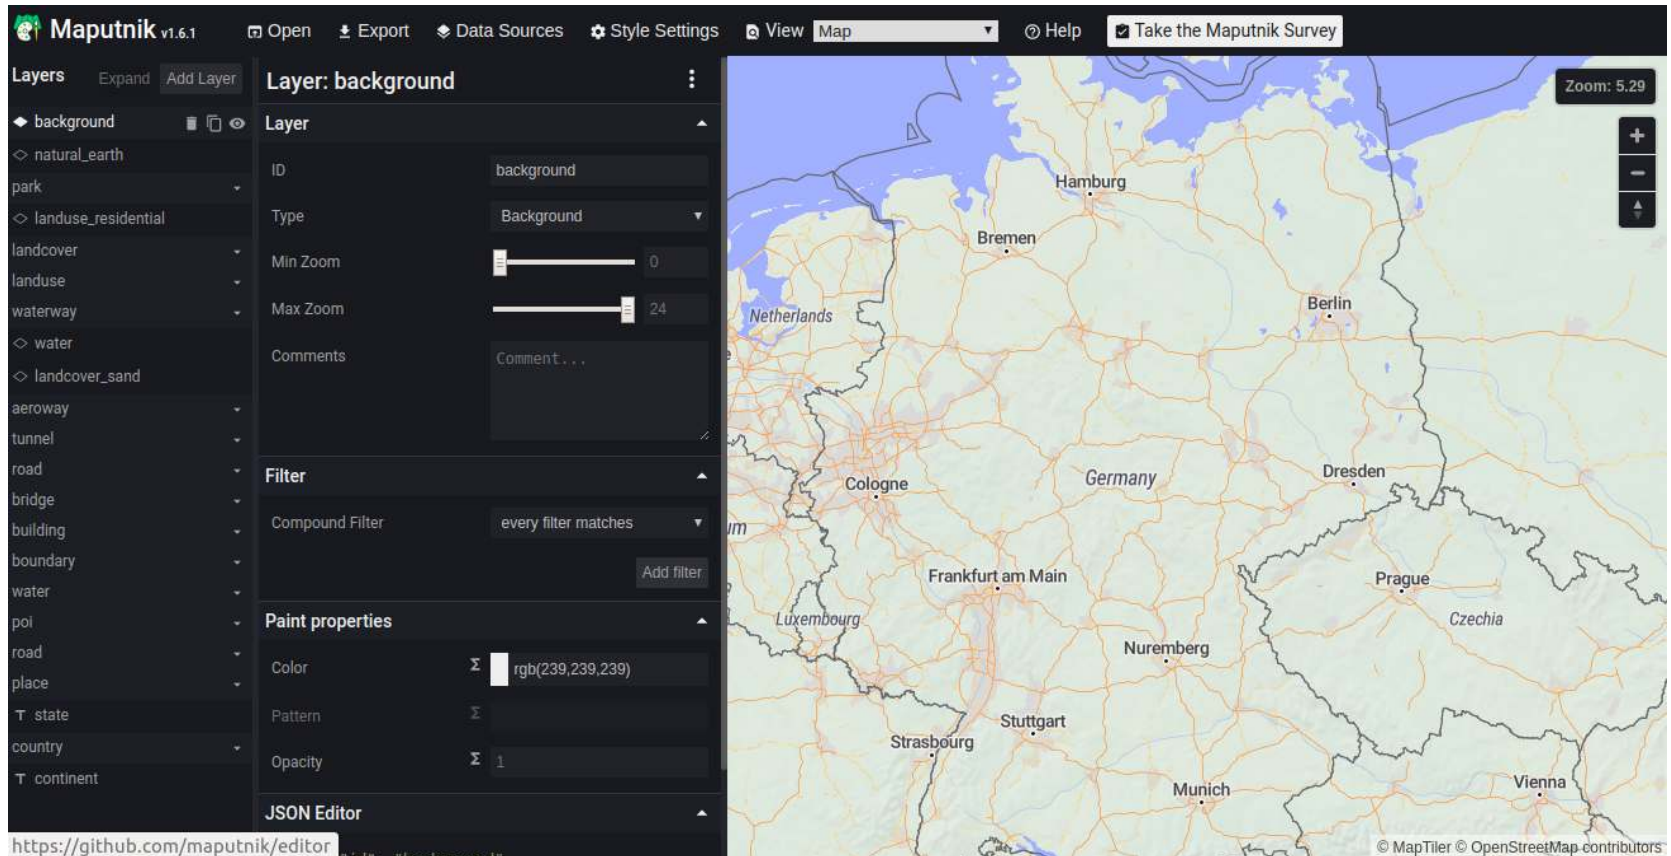 Maputnik v1.6.1
Open
Export
Data Sources
Style Settings
View
Map
Help
Take the Maputnik Survey
Layers
Expand
Add Layer
background
natural_earth
park
landuse_residential
landcover
landuse
waterway
water
landcover_sand
aeroway
tunnel
road
bridge
building
boundary
water
poi
road
place
T state
country
T continent
https://github.com/maputnik/editor
Layer: background
Layer
ID
background
Type
Background
Min Zoom
0
Max Zoom
24
Comments
Comment...
Filter
Compound Filter
every filter matches
Add filter
Paint properties
Color
Σ
rgb(239,239,239)
Pattern
Σ
Opacity
Σ
1
JSON Editor
Zoom: 5.29
+
−
Hamburg
Bremen
Berlin
Netherlands
Cologne
Germany
Dresden
um
Frankfurt am Main
Prague
Luxembourg
Czechia
Nuremberg
Stuttgart
Strasbourg
Munich
Vienna
© MapTiler © OpenStreetMap contributors